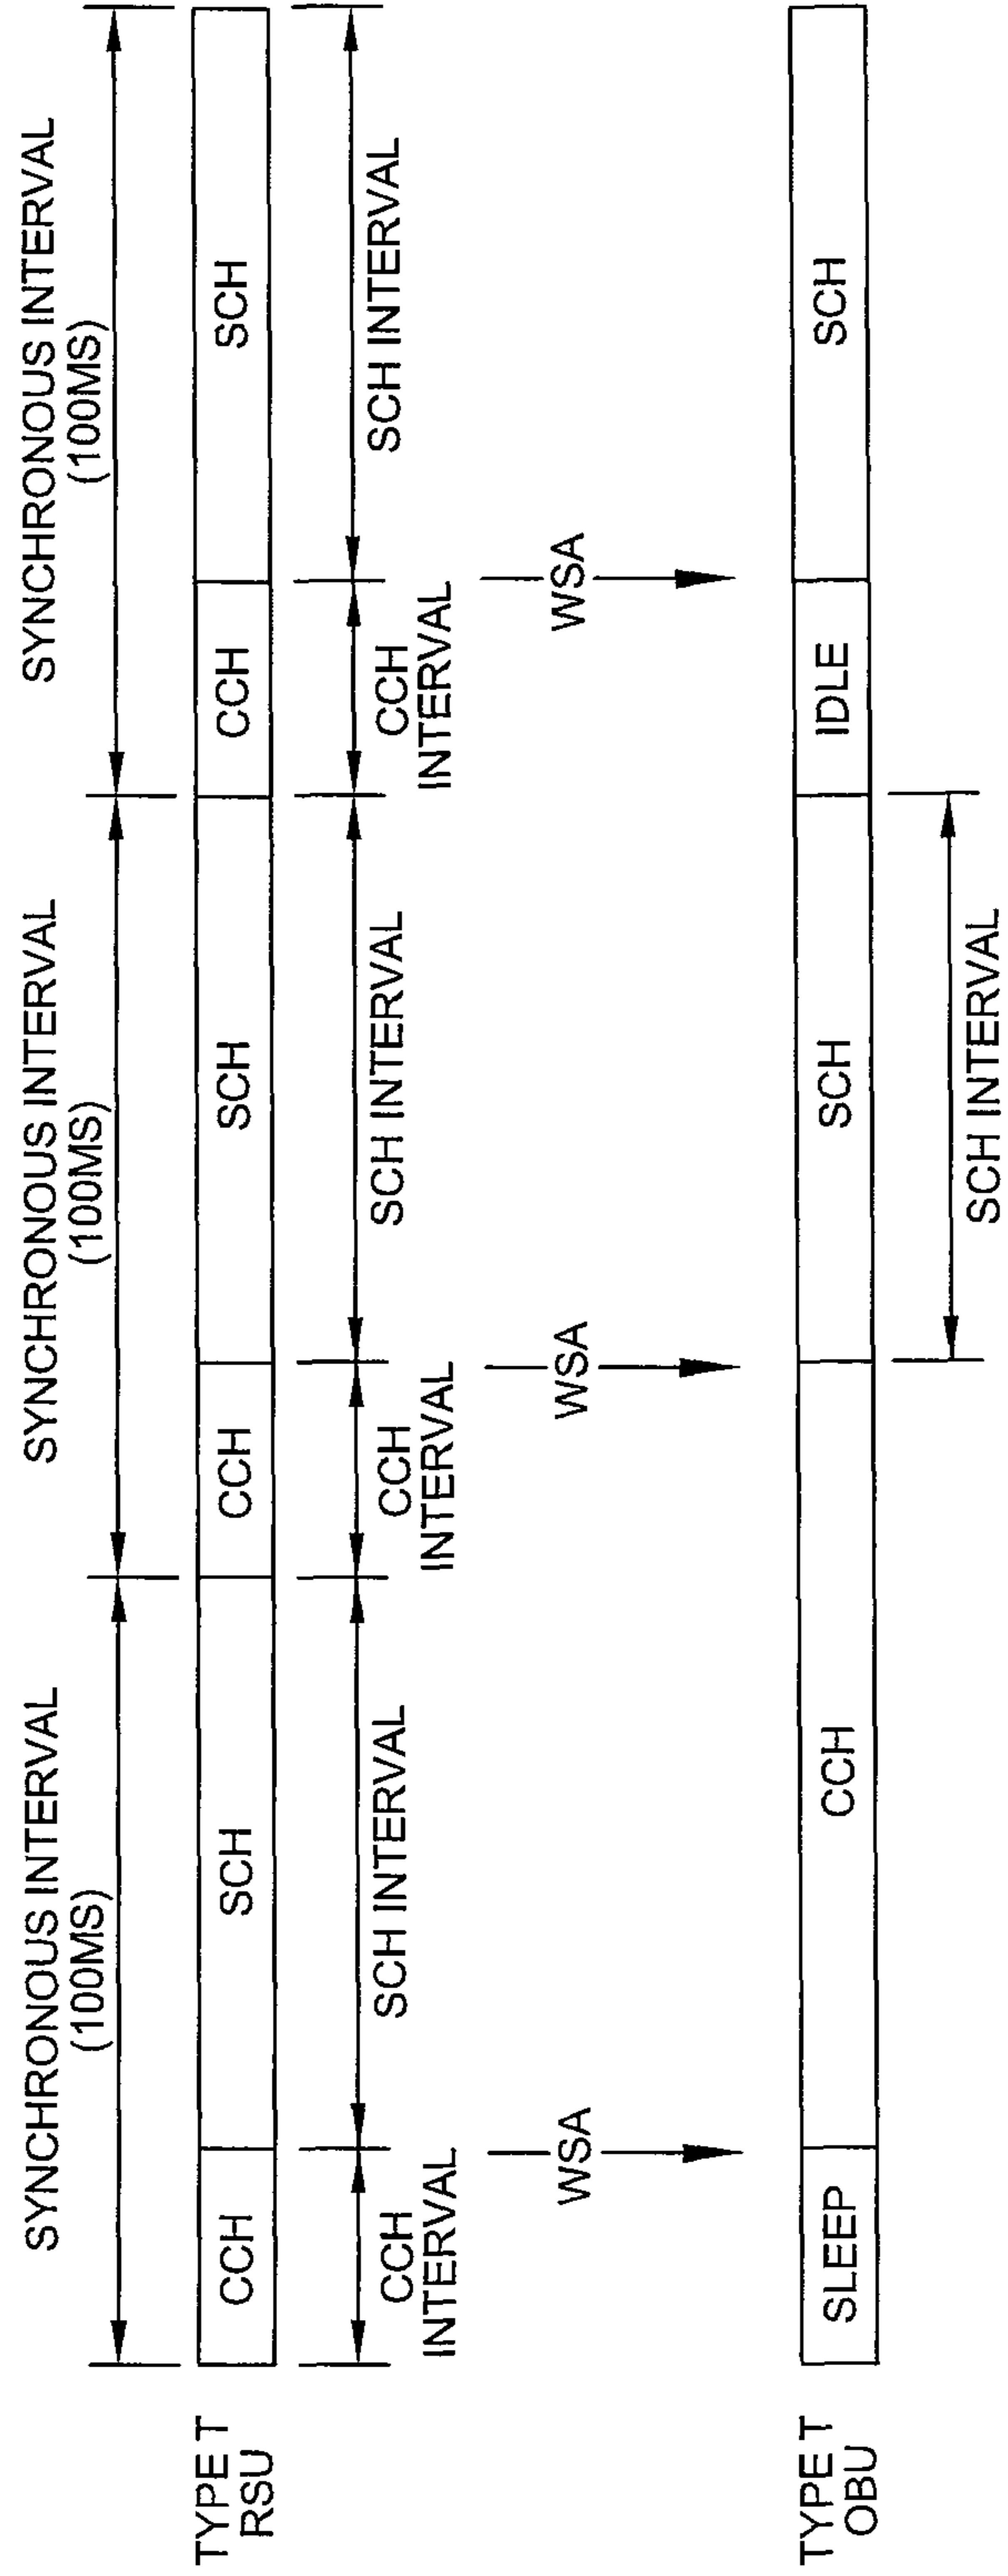 SYNCHRONOUS INTERVAL
(100MS)
SYNCHRONOUS INTERVAL
(100MS)
SYNCHRONOUS INTERVAL
(100MS)
TYPE T
RSU
CCH
SCH
CCH
SCH
CCH
SCH
CCH
INTERVAL
SCH INTERVAL
CCH
INTERVAL
SCH INTERVAL
CCH
INTERVAL
SCH INTERVAL
WSA
WSA
WSA
TYPE T
OBU
SLEEP
CCH
SCH
IDLE
SCH
SCH INTERVAL